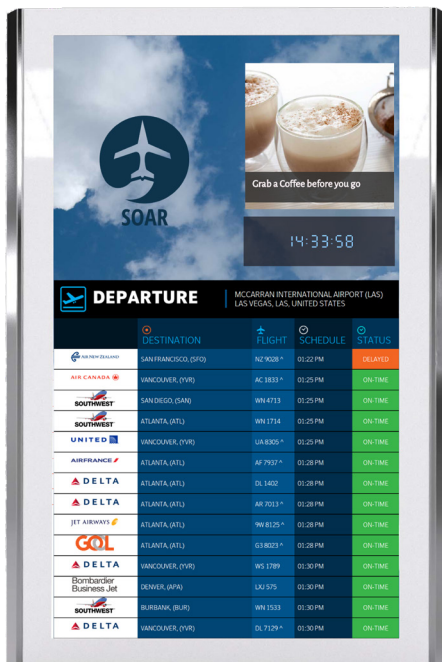 Grab a Coffee before you go
SOAR
14:33:58
DEPARTURE
MCCARRAN INTERNATIONAL AIRPORT (LAS)
LAS VEGAS, LAS, UNITED STATES
DESTINATION FLIGHT SCHEDULE STATUS
AIR NEW ZEALAND SAN FRANCISCO, (SFO) NZ 9028 ^ 01:22 PM DELAYED
AIR CANADA VANCOUVER, (YVR) AC 1833 ^ 01:25 PM ON-TIME
SOUTHWEST SAN DIEGO, (SAN) WN 4713 01:25 PM ON-TIME
SOUTHWEST ATLANTA, (ATL) WN 1714 01:25 PM ON-TIME
UNITED VANCOUVER, (YVR) UA 8305 ^ 01:25 PM ON-TIME
AIRFRANCE ATLANTA, (ATL) AF 7937 ^ 01:28 PM ON-TIME
DELTA ATLANTA, (ATL) DL 1402 01:28 PM ON-TIME
DELTA ATLANTA, (ATL) AR 7013 ^ 01:28 PM ON-TIME
JET AIRWAYS ATLANTA, (ATL) 9W 8125 ^ 01:28 PM ON-TIME
GOL ATLANTA, (ATL) G3 8023 ^ 01:28 PM ON-TIME
DELTA VANCOUVER, (YVR) WS 1789 01:30 PM ON-TIME
Bombardier
Business Jet DENVER, (APA) LXJ 575 01:30 PM ON-TIME
SOUTHWEST BURBANK, (BUR) WN 1533 01:30 PM ON-TIME
DELTA VANCOUVER, (YVR) DL 7129 ^ 01:30 PM ON-TIME